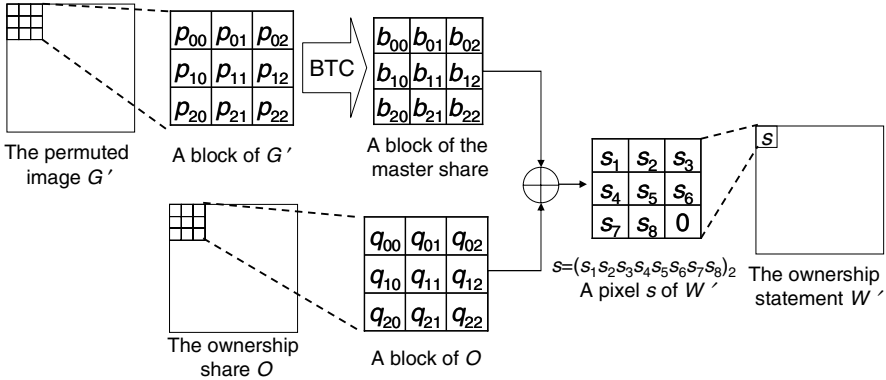 p00 p01 p02
p10 p11 p12
p20 p21 p22
BTC
b00 b01 b02
b10 b11 b12
b20 b21 b22
The permuted
image G′
A block of G′
A block of the
master share
s1 s2 s3
s4 s5 s6
s7 s8 0
s
q00 q01 q02
q10 q11 q12
q20 q21 q22
s=(s1s2s3s4s5s6s7s8)2
A pixel s of W′
The ownership
statement W′
The ownership
share O
A block of O